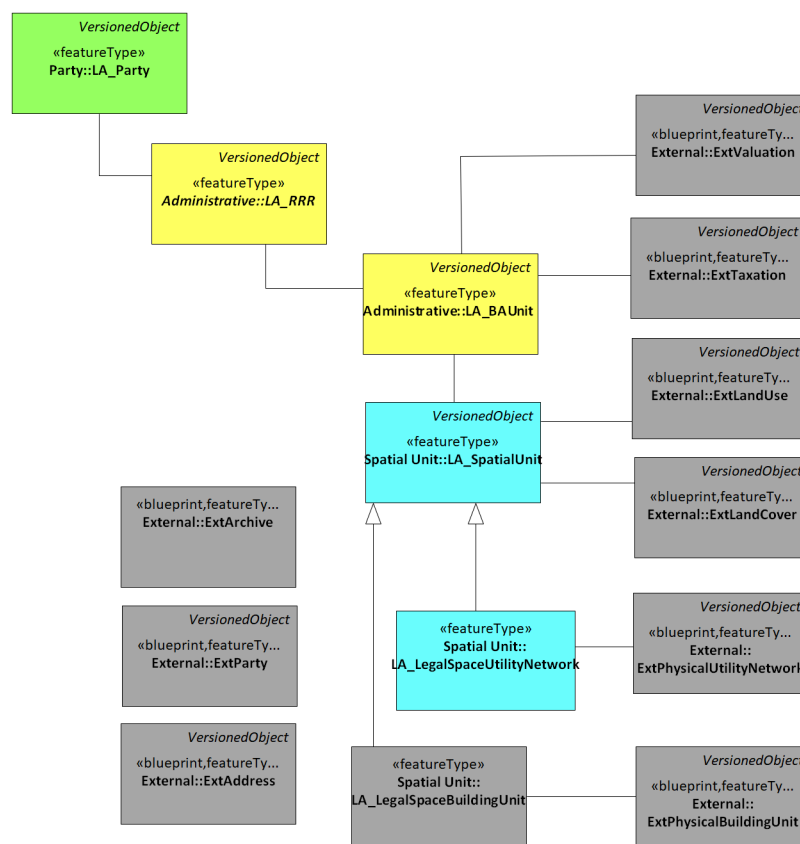 VersionedObject
«featureType»
Party::LA_Party
VersionedObject
«featureType»
Administrative::LA_RRR
VersionedObject
«blueprint,featureTy...
External::ExtValuation
VersionedObject
«blueprint,featureTy...
External::ExtTaxation
VersionedObject
«featureType»
Administrative::LA_BAUnit
VersionedObject
«blueprint,featureTy...
External::ExtLandUse
VersionedObject
«featureType»
Spatial Unit::LA_SpatialUnit
VersionedObject
«blueprint,featureTy...
External::ExtLandCover
«blueprint,featureTy...
External::ExtArchive
VersionedObject
«blueprint,featureTy...
External::ExtParty
«featureType»
Spatial Unit::
LA_LegalSpaceUtilityNetwork
VersionedObject
«blueprint,featureTy...
External::
ExtPhysicalUtilityNetwork
VersionedObject
«blueprint,featureTy...
External::ExtAddress
«featureType»
Spatial Unit::
LA_LegalSpaceBuildingUnit
VersionedObject
«blueprint,featureTy...
External::
ExtPhysicalBuildingUnit